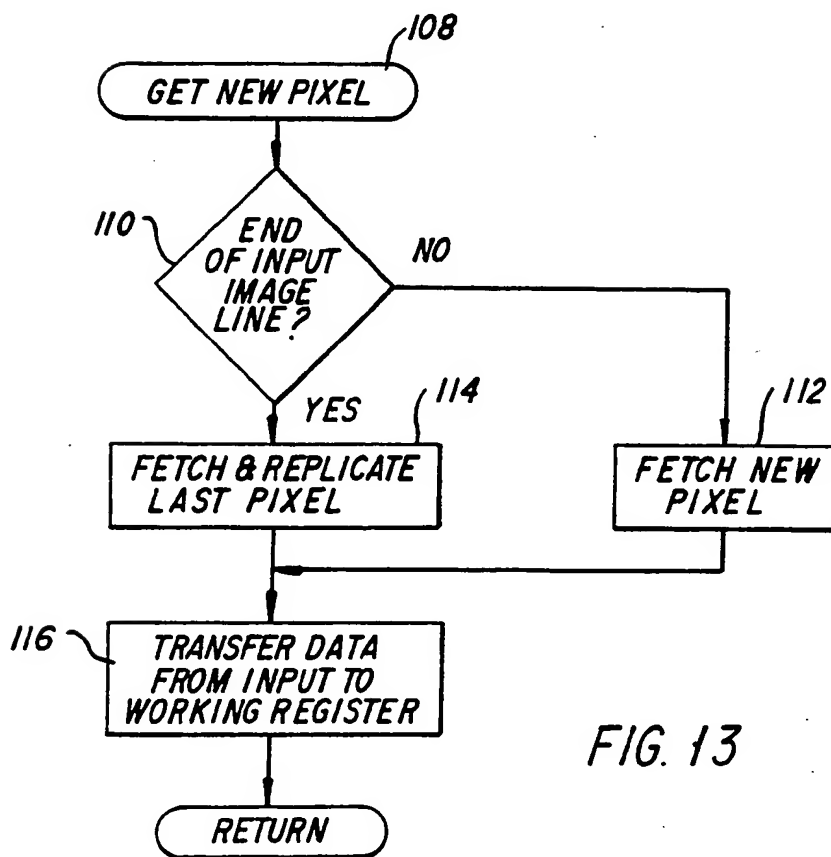 108
GET NEW PIXEL
110
END
OF INPUT
IMAGE
LINE?
NO
YES
114
112
FETCH & REPLICATE
LAST PIXEL
FETCH NEW
PIXEL
116
TRANSFER DATA
FROM INPUT TO
WORKING REGISTER
FIG. 13
RETURN